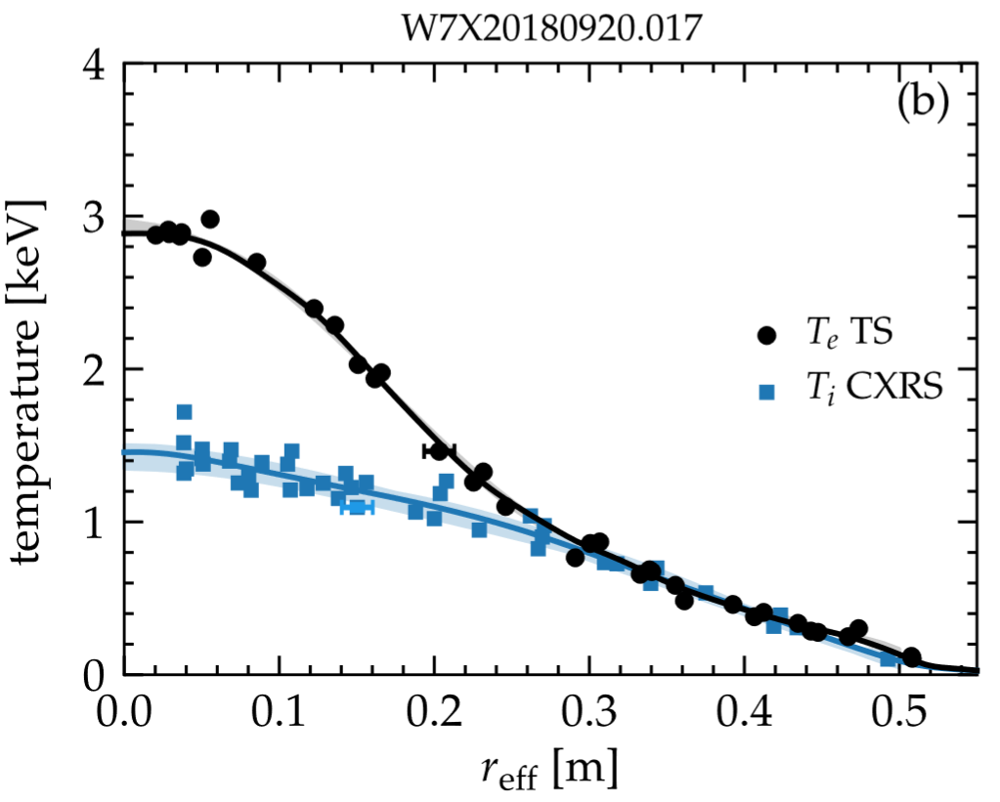 W7X20180920.017
(b)
temperature [keV]
4
3
2
1
0
T_e TS
T_i CXRS
0.0 0.1 0.2 0.3 0.4 0.5
r_eff [m]